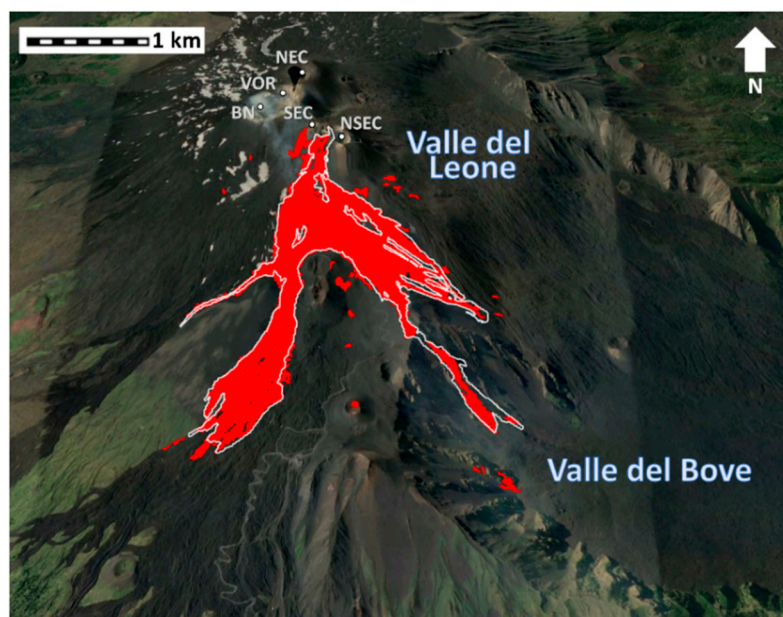 1 km
N
NEC
VOR
BN
SEC
NSEC
Valle del
Leone
Valle del Bove